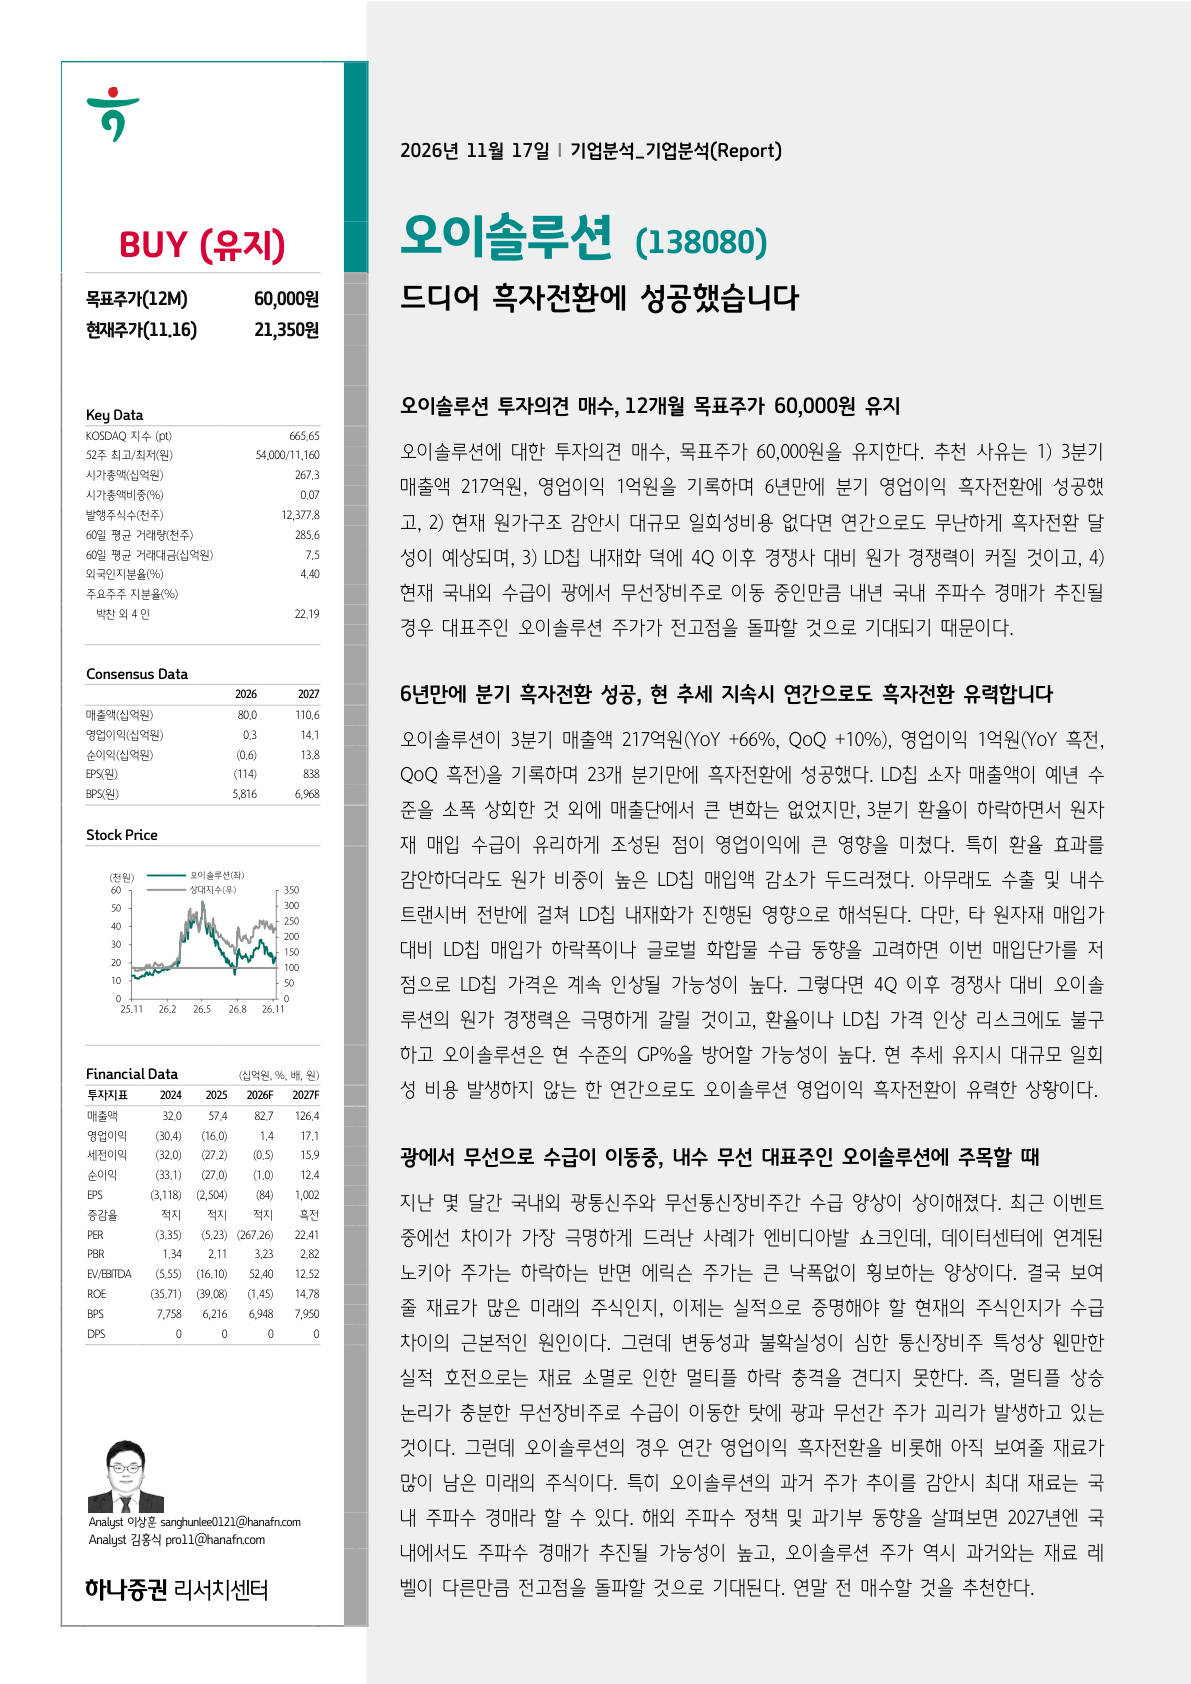 2026년 11월 17일 | 기업분석_기업분석(Report)
BUY (유지)
목표주가(12M) 60,000원
현재주가(11.16) 21,350원
Key Data
KOSDAQ 지수 (pt) 665.65
52주 최고/최저(원) 54,000/11,160
시가총액(십억원) 267.3
시가총액비중(%) 0.07
발행주식수(천주) 12,377.8
60일 평균 거래량(천주) 285.6
60일 평균 거래대금(십억원) 7.5
외국인지분율(%) 4.40
주요주주 지분율(%)
박찬 외 4 인 22.19
Consensus Data
2026 2027
매출액(십억원) 80.0 110.6
영업이익(십억원) 0.3 14.1
순이익(십억원) (0.6) 13.8
EPS(원) (114) 838
BPS(원) 5,816 6,968
Stock Price
(천원) 오이솔루션(좌)
상대지수(우)
60 350
50 300
40 250
30 200
20 150
10 100
0 50
0
25.11 26.2 26.5 26.8 26.11
Financial Data (십억원, %, 배, 원)
투자지표 2024 2025 2026F 2027F
매출액 32.0 57.4 82.7 126.4
영업이익 (30.4) (16.0) 1.4 17.1
세전이익 (32.0) (27.2) (0.5) 15.9
순이익 (33.1) (27.0) (1.0) 12.4
EPS (3,118) (2,504) (84) 1,002
증감율 적지 적지 적지 흑전
PER (3.35) (5.23) (267.26) 22.41
PBR 1.34 2.11 3.23 2.82
EV/EBITDA (5.55) (16.10) 52.40 12.52
ROE (35.71) (39.08) (1.45) 14.78
BPS 7,758 6,216 6,948 7,950
DPS 0 0 0 0
Analyst 이상훈 sanghunlee0121@hanafn.com
Analyst 김홍식 pro11@hanafn.com
하나증권 리서치센터
오이솔루션 (138080)
드디어 흑자전환에 성공했습니다
오이솔루션 투자의견 매수, 12개월 목표주가 60,000원 유지
오이솔루션에 대한 투자의견 매수, 목표주가 60,000원을 유지한다. 추천 사유는 1) 3분기
매출액 217억원, 영업이익 1억원을 기록하며 6년만에 분기 영업이익 흑자전환에 성공했
고, 2) 현재 원가구조 감안시 대규모 일회성비용 없다면 연간으로도 무난하게 흑자전환 달
성이 예상되며, 3) LD칩 내재화 덕에 4Q 이후 경쟁사 대비 원가 경쟁력이 커질 것이고, 4)
현재 국내외 수급이 광에서 무선장비주로 이동 중인만큼 내년 국내 주파수 경매가 추진될
경우 대표주인 오이솔루션 주가가 전고점을 돌파할 것으로 기대되기 때문이다.
6년만에 분기 흑자전환 성공, 현 추세 지속시 연간으로도 흑자전환 유력합니다
오이솔루션이 3분기 매출액 217억원(YoY +66%, QoQ +10%), 영업이익 1억원(YoY 흑전,
QoQ 흑전)을 기록하며 23개 분기만에 흑자전환에 성공했다. LD칩 소자 매출액이 예년 수
준을 소폭 상회한 것 외에 매출단에서 큰 변화는 없었지만, 3분기 환율이 하락하면서 원자
재 매입 수급이 유리하게 조성된 점이 영업이익에 큰 영향을 미쳤다. 특히 환율 효과를
감안하더라도 원가 비중이 높은 LD칩 매입액 감소가 두드러졌다. 아무래도 수출 및 내수
트랜시버 전반에 걸쳐 LD칩 내재화가 진행된 영향으로 해석된다. 다만, 타 원자재 매입가
대비 LD칩 매입가 하락폭이나 글로벌 화합물 수급 동향을 고려하면 이번 매입단가를 저
점으로 LD칩 가격은 계속 인상될 가능성이 높다. 그렇다면 4Q 이후 경쟁사 대비 오이솔
루션의 원가 경쟁력은 극명하게 갈릴 것이고, 환율이나 LD칩 가격 인상 리스크에도 불구
하고 오이솔루션은 현 수준의 GP%을 방어할 가능성이 높다. 현 추세 유지시 대규모 일회
성 비용 발생하지 않는 한 연간으로도 오이솔루션 영업이익 흑자전환이 유력한 상황이다.
광에서 무선으로 수급이 이동중, 내수 무선 대표주인 오이솔루션에 주목할 때
지난 몇 달간 국내외 광통신주와 무선통신장비주간 수급 양상이 상이해졌다. 최근 이벤트
중에선 차이가 가장 극명하게 드러난 사례가 엔비디아발 쇼크인데, 데이터센터에 연계된
노키아 주가는 하락하는 반면 에릭슨 주가는 큰 낙폭없이 횡보하는 양상이다. 결국 보여
줄 재료가 많은 미래의 주식인지, 이제는 실적으로 증명해야 할 현재의 주식인지가 수급
차이의 근본적인 원인이다. 그런데 변동성과 불확실성이 심한 통신장비주 특성상 웬만한
실적 호전으로는 재료 소멸로 인한 멀티플 하락 충격을 견디지 못한다. 즉, 멀티플 상승
논리가 충분한 무선장비주로 수급이 이동한 탓에 광과 무선간 주가 괴리가 발생하고 있는
것이다. 그런데 오이솔루션의 경우 연간 영업이익 흑자전환을 비롯해 아직 보여줄 재료가
많이 남은 미래의 주식이다. 특히 오이솔루션의 과거 주가 추이를 감안시 최대 재료는 국
내 주파수 경매라 할 수 있다. 해외 주파수 정책 및 과기부 동향을 살펴보면 2027년엔 국
내에서도 주파수 경매가 추진될 가능성이 높고, 오이솔루션 주가 역시 과거와는 재료 레
벨이 다른만큼 전고점을 돌파할 것으로 기대된다. 연말 전 매수할 것을 추천한다.